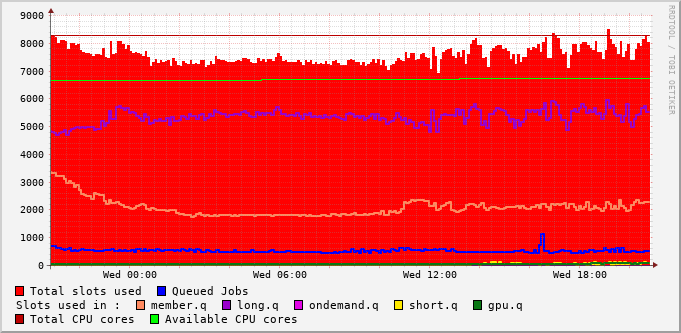 9000
8000
7000
6000
5000
4000
3000
2000
1000
0
Wed 00:00 Wed 06:00 Wed 12:00 Wed 18:00
Total slots used Queued Jobs
Slots used in : member.q long.q ondemand.q short.q gpu.q
Total CPU cores Available CPU cores
RRDTOOL / TOBI OETIKER